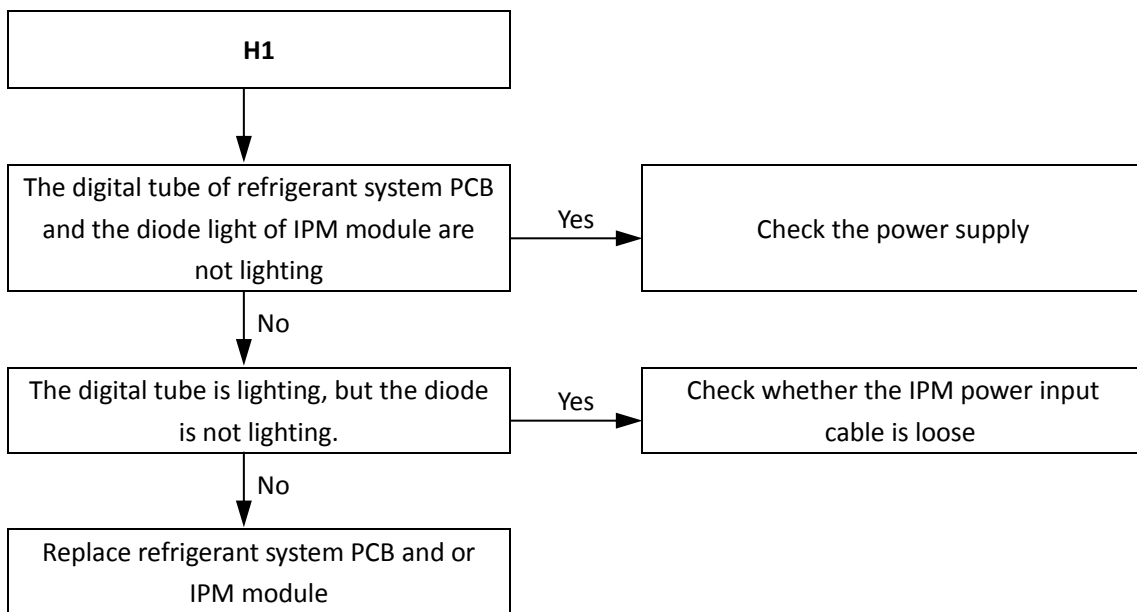 H1
The digital tube of refrigerant system PCB
and the diode light of IPM module are
not lighting
Yes
Check the power supply
No
The digital tube is lighting, but the diode
is not lighting.
Yes
Check whether the IPM power input
cable is loose
No
Replace refrigerant system PCB and or
IPM module